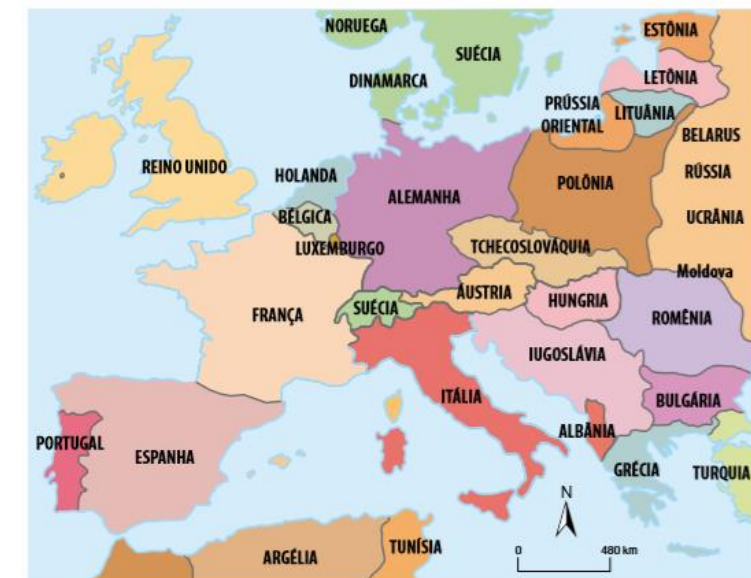 NORUEGA
SUÉCIA
ESTÔNIA
LETÔNIA
DINAMARCA
PRÚSSIA
ORIENTAL
LITUÂNIA
BELARUS
REINO UNIDO
HOLANDA
ALEMANHA
POLÔNIA
RÚSSIA
BÉLGICA
UCRÂNIA
LUXEMBURGO
TCHECOSLOVÁQUIA
Moldova
ÁUSTRIA
HUNGRIA
FRANÇA
SUÉCIA
ROMÊNIA
IUGOSLÁVIA
ITÁLIA
BULGÁRIA
PORTUGAL
ESPANHA
ALBÂNIA
GRÉCIA
TURQUIA
N
ARGÉLIA
TUNÍSIA
0 480 km